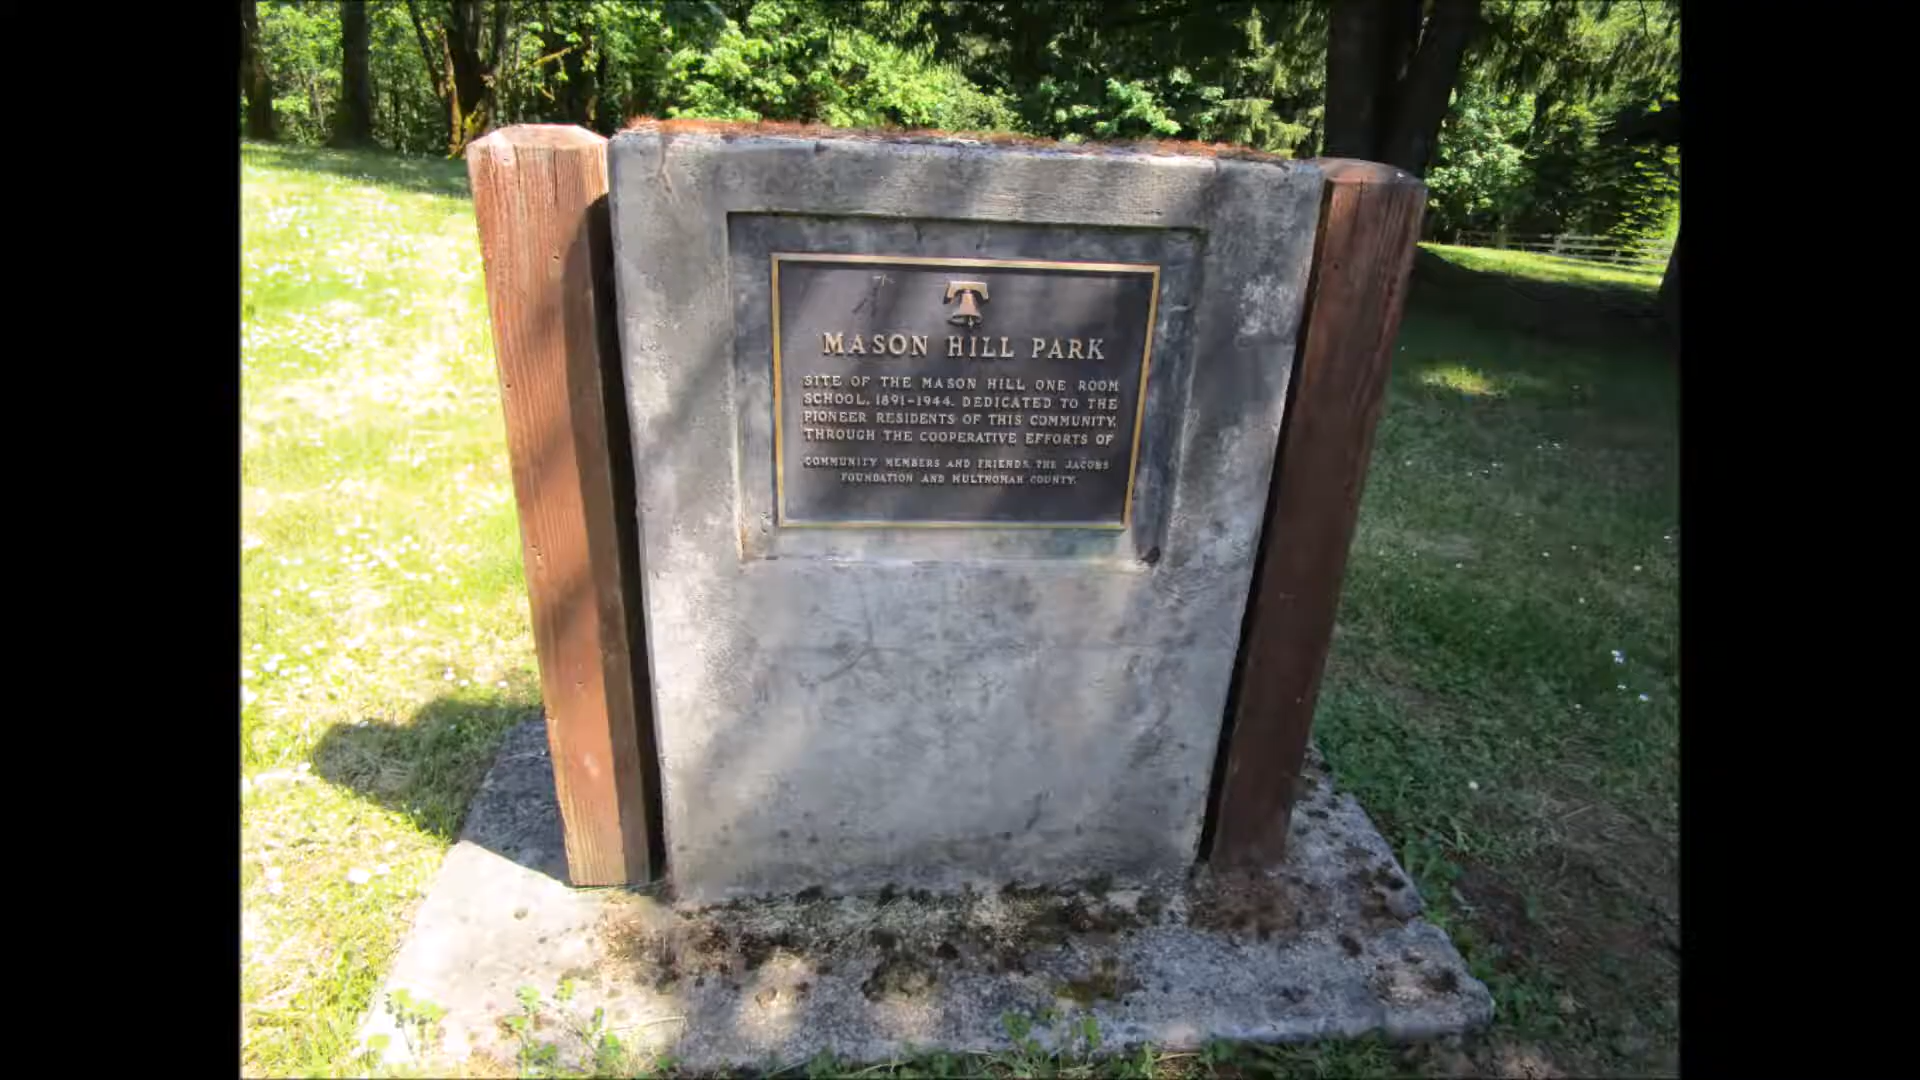 MASON HILL PARK
SITE OF THE MASON HILL ONE ROOM
SCHOOL, 1891-1944. DEDICATED TO THE
PIONEER RESIDENTS OF THIS COMMUNITY,
THROUGH THE COOPERATIVE EFFORTS OF
COMMUNITY MEMBERS AND FRIENDS, THE JACOBS
FOUNDATION AND MULTNOMAH COUNTY.